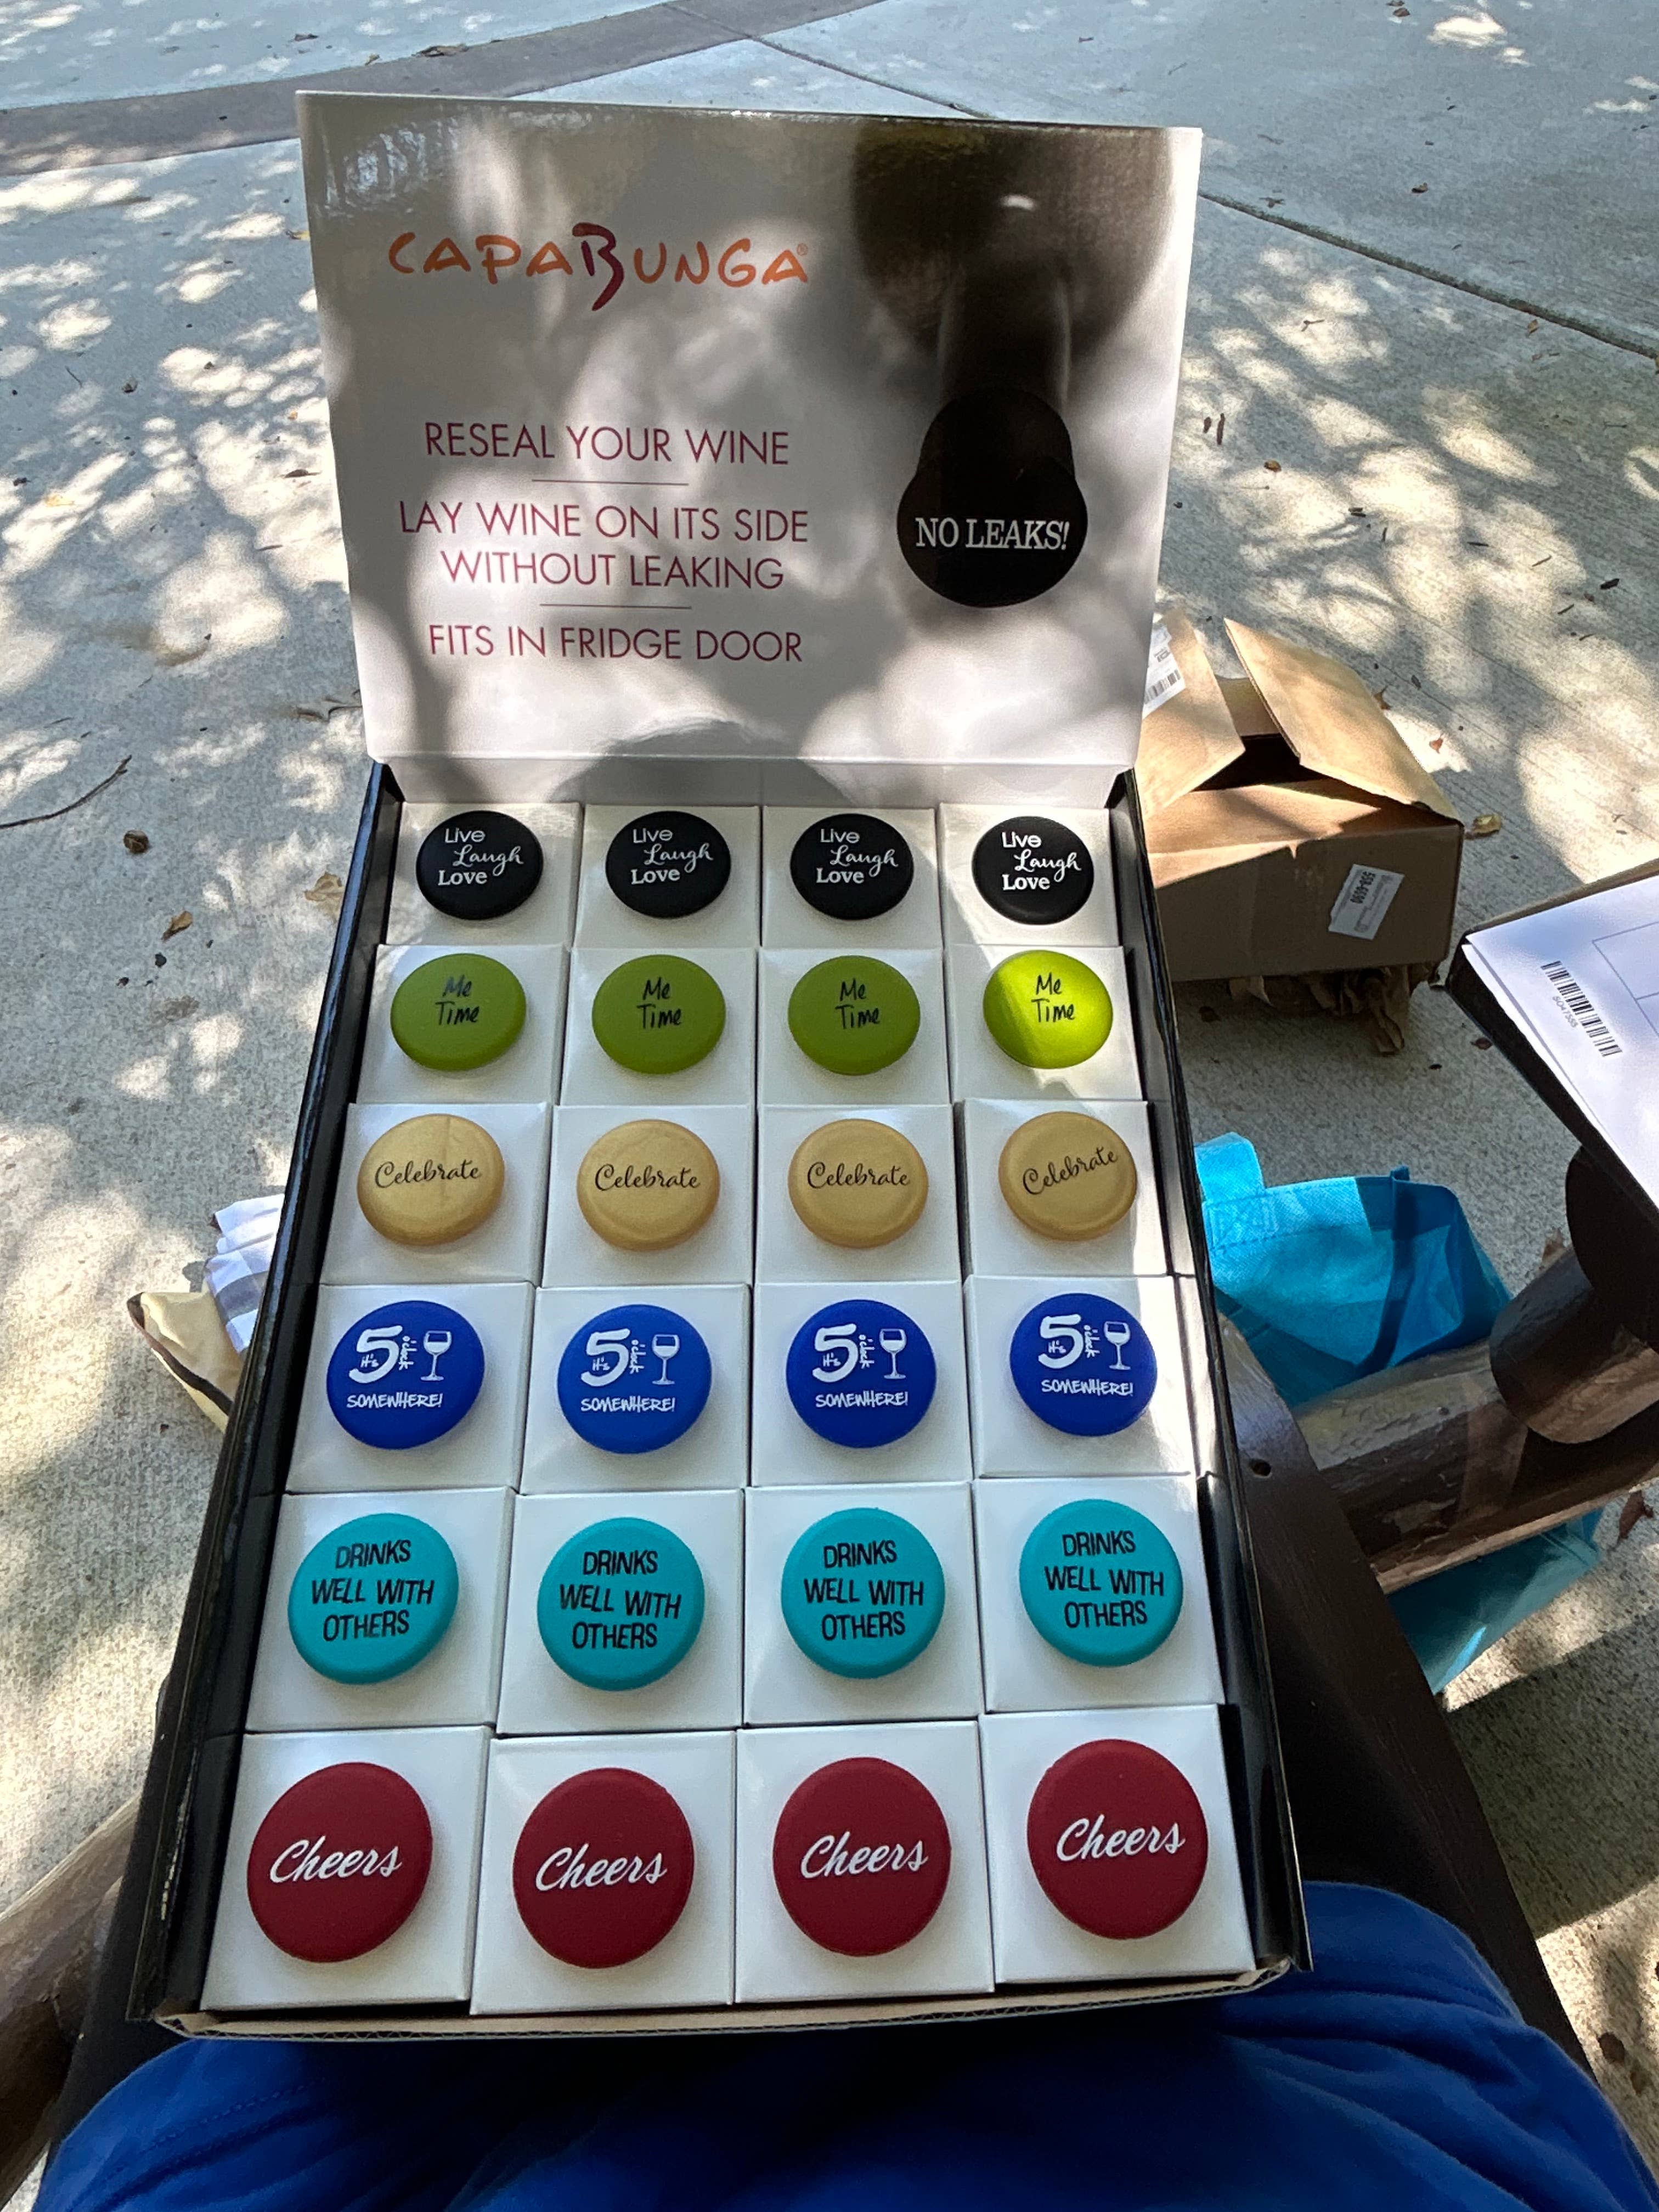 CAPABUNGA®
RESEAL YOUR WINE
LAY WINE ON ITS SIDE
WITHOUT LEAKING
FITS IN FRIDGE DOOR
NO LEAKS!
Live
Laugh
Love
Live
Laugh
Love
Live
Laugh
Love
Live
Laugh
Love
Me
Time
Me
Time
Me
Time
Me
Time
Celebrate
Celebrate
Celebrate
Celebrate
it's 5 o'clock
SOMEWHERE!
it's 5 o'clock
SOMEWHERE!
it's 5 o'clock
SOMEWHERE!
it's 5 o'clock
SOMEWHERE!
DRINKS
WELL WITH
OTHERS
DRINKS
WELL WITH
OTHERS
DRINKS
WELL WITH
OTHERS
DRINKS
WELL WITH
OTHERS
Cheers
Cheers
Cheers
Cheers